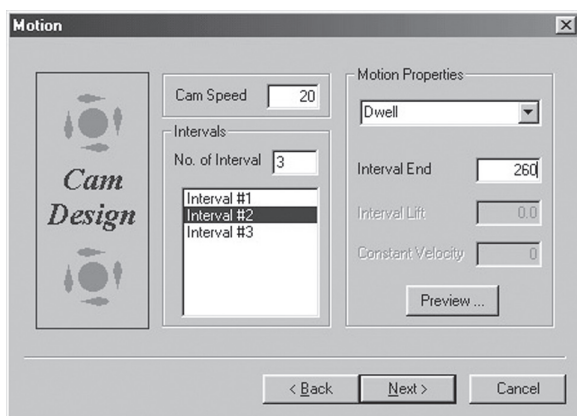 Motion
Cam
Design
Cam Speed 20
Intervals
No. of Interval 3
Interval #1
Interval #2
Interval #3
Motion Properties
Dwell
Interval End 260
Interval Lift 0.0
Constant Velocity 0
Preview ...
< Back
Next >
Cancel